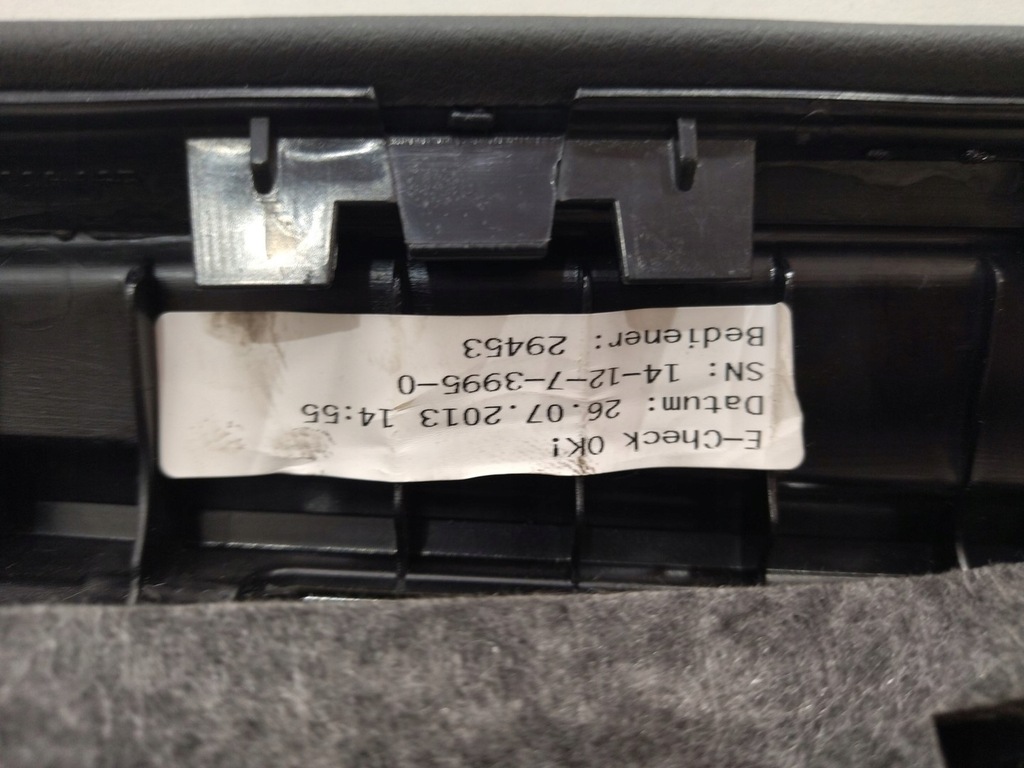 E-Check OK!
Datum: 26.07.2013 14:55
SN: 14-12-7-3995-0
Bediener: 29453